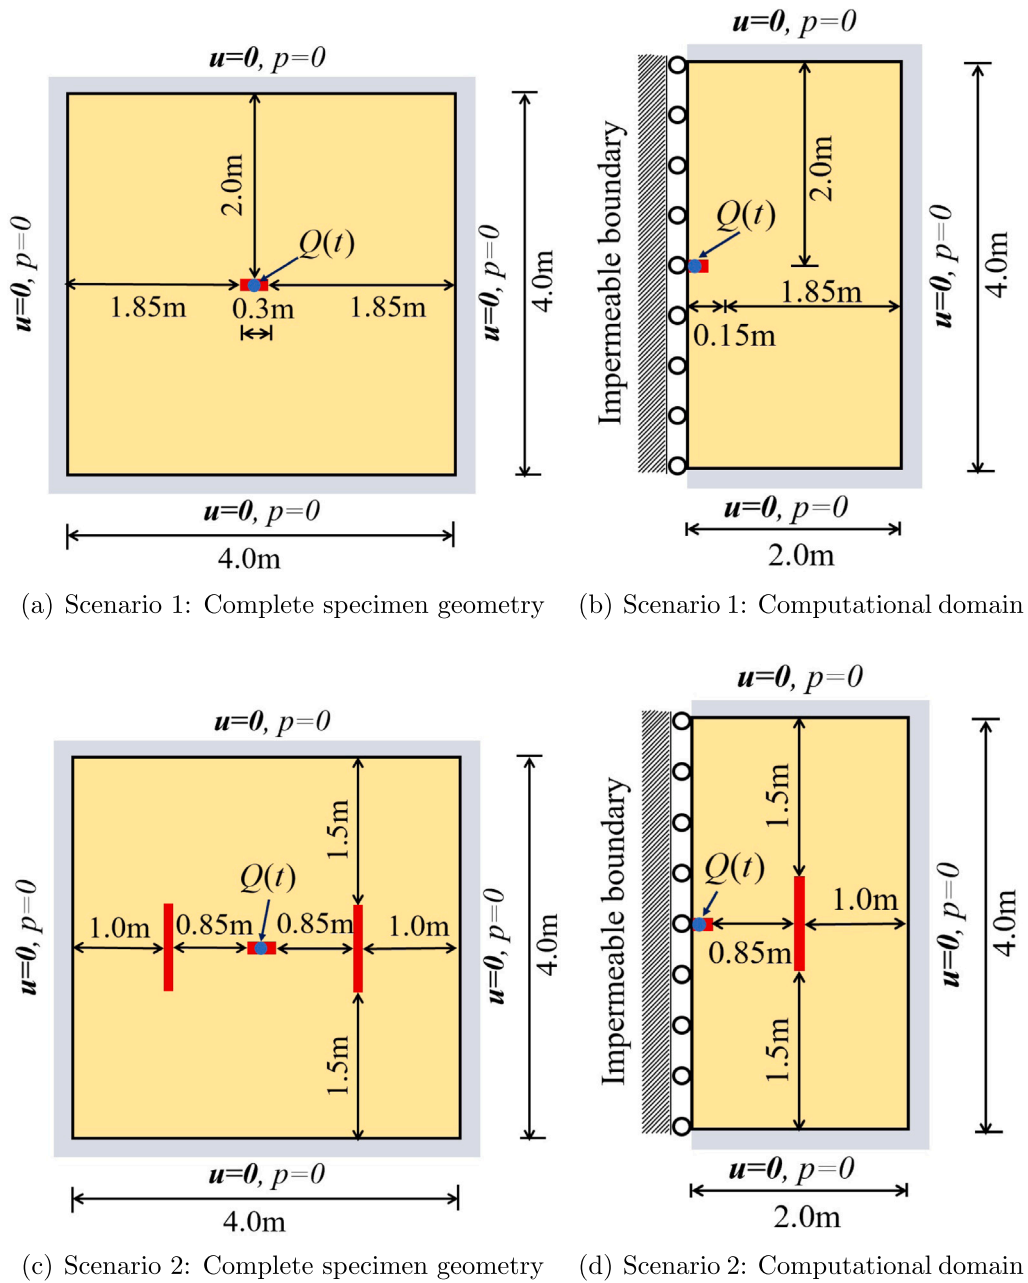 u=0, p=0
u=0, p=0
2.0m
Q(t)
1.85m
0.3m
1.85m
u=0, p=0
4.0m
u=0, p=0
4.0m
(a) Scenario 1: Complete specimen geometry
u=0, p=0
Impermeable boundary
2.0m
Q(t)
1.85m
0.15m
u=0, p=0
4.0m
u=0, p=0
2.0m
(b) Scenario 1: Computational domain
u=0, p=0
u=0, p=0
1.5m
Q(t)
1.0m
0.85m
0.85m
1.0m
1.5m
u=0, p=0
4.0m
u=0, p=0
4.0m
(c) Scenario 2: Complete specimen geometry
u=0, p=0
Impermeable boundary
1.5m
Q(t)
1.0m
0.85m
1.5m
u=0, p=0
4.0m
u=0, p=0
2.0m
(d) Scenario 2: Computational domain